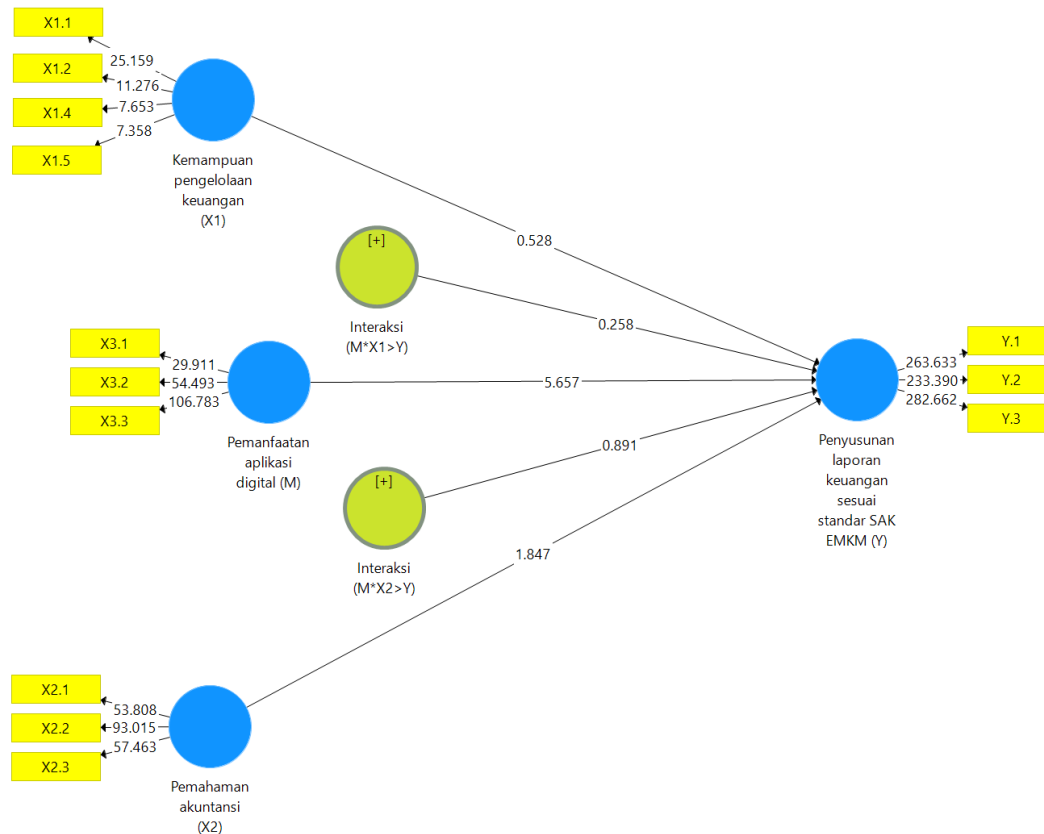 X1.1
25.159
X1.2
11.276
X1.4
7.653
7.358
X1.5
Kemampuan
pengelolaan
keuangan
(X1)
0.528
[+]
Interaksi
(M*X1>Y)
0.258
X3.1
29.911
X3.2
54.493
X3.3
106.783
Pemanfaatan
aplikasi
digital (M)
5.657
Y.1
263.633
Y.2
233.390
282.662
Y.3
Penyusunan
laporan
keuangan
sesuai
standar SAK
EMKM (Y)
[+]
Interaksi
(M*X2>Y)
0.891
1.847
X2.1
53.808
X2.2
93.015
57.463
X2.3
Pemahaman
akuntansi
(X2)